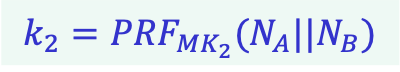 k₂ = PRF_{MK₂}(N_A||N_B)